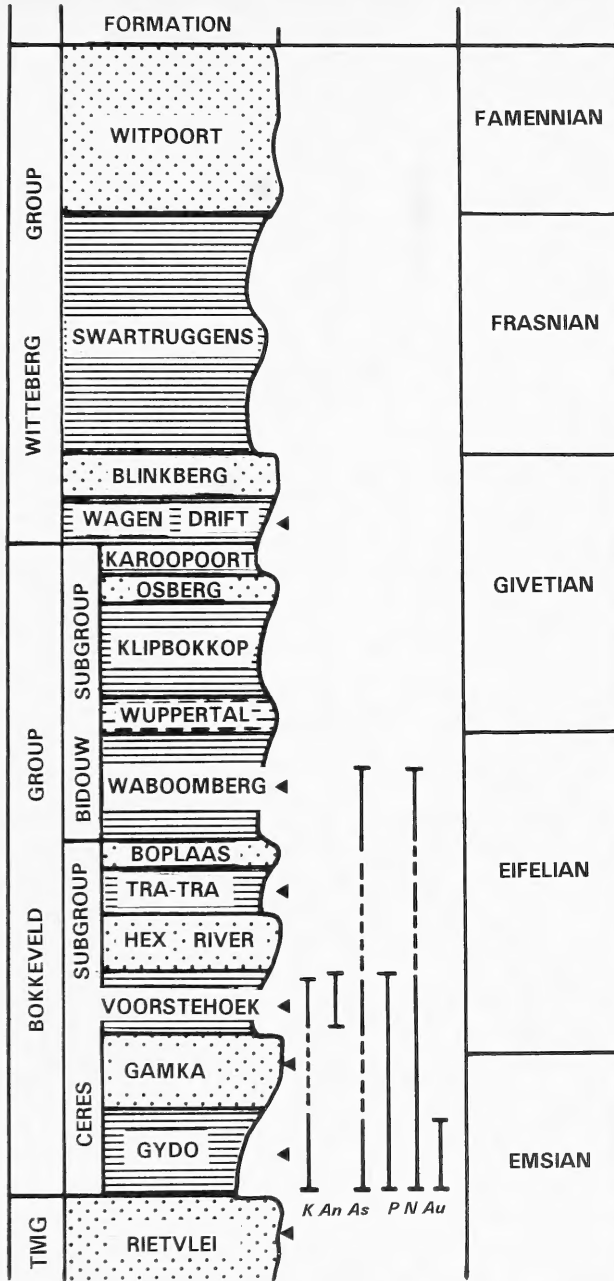 FORMATION
WITPOORT
FAMENNIAN
GROUP
SWARTRUGGENS
FRASNIAN
WITTEBERG
BLINKBERG
WAGEN DRIFT
KAROOPOORT
OSBERG
GIVETIAN
SUBGROUP
KLIPBOKKOP
WUPPERTAL
GROUP
BIDOUW
WABOOMBERG
BOPLAAS
EIFELIAN
TRA-TRA
SUBGROUP
HEX RIVER
BOKKEVELD
VOORSTEHOEK
GAMKA
CERES
GYDO
EMSIAN
K An As P N Au
TMG
RIETVLEI